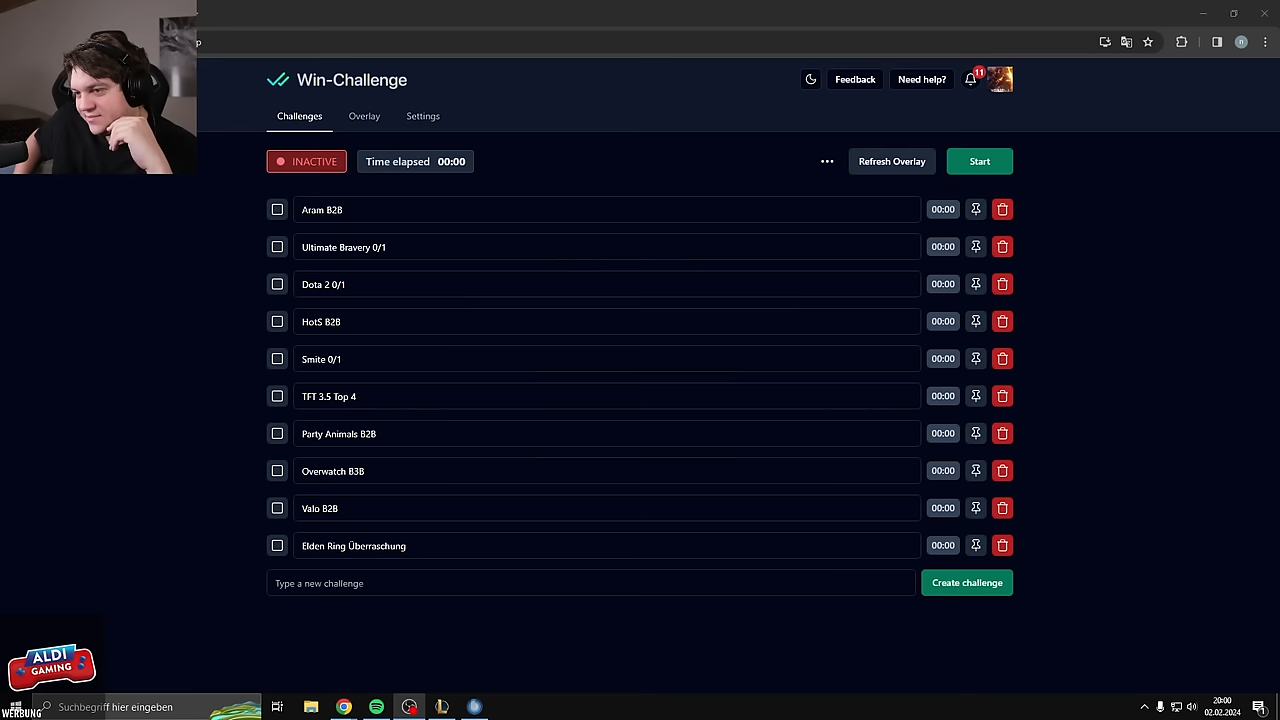 p
Win-Challenge
Feedback
Need help?
11
Challenges
Overlay
Settings
INACTIVE
Time elapsed 00:00
Refresh Overlay
Start
Aram B2B
00:00
Ultimate Bravery 0/1
00:00
Dota 2 0/1
00:00
HotS B2B
00:00
Smite 0/1
00:00
TFT 3.5 Top 4
00:00
Party Animals B2B
00:00
Overwatch B3B
00:00
Valo B2B
00:00
Elden Ring Überraschung
00:00
Type a new challenge
Create challenge
ALDI
GAMING
Suchbegriff hier eingeben
WERBUNG
20:00
02.02.2024